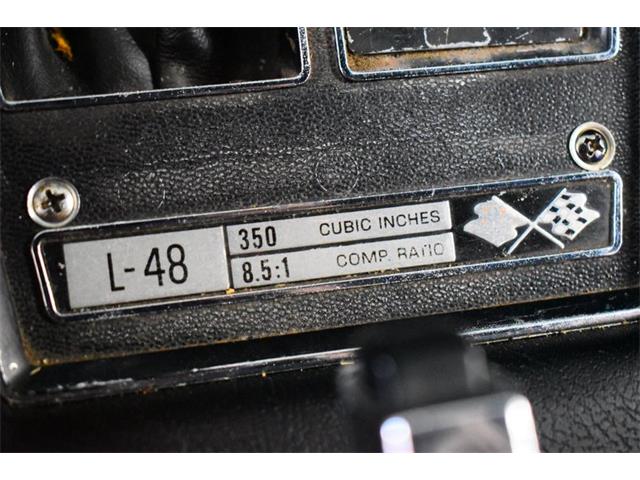 L-48
350 CUBIC INCHES
8.5:1 COMP. RATIO